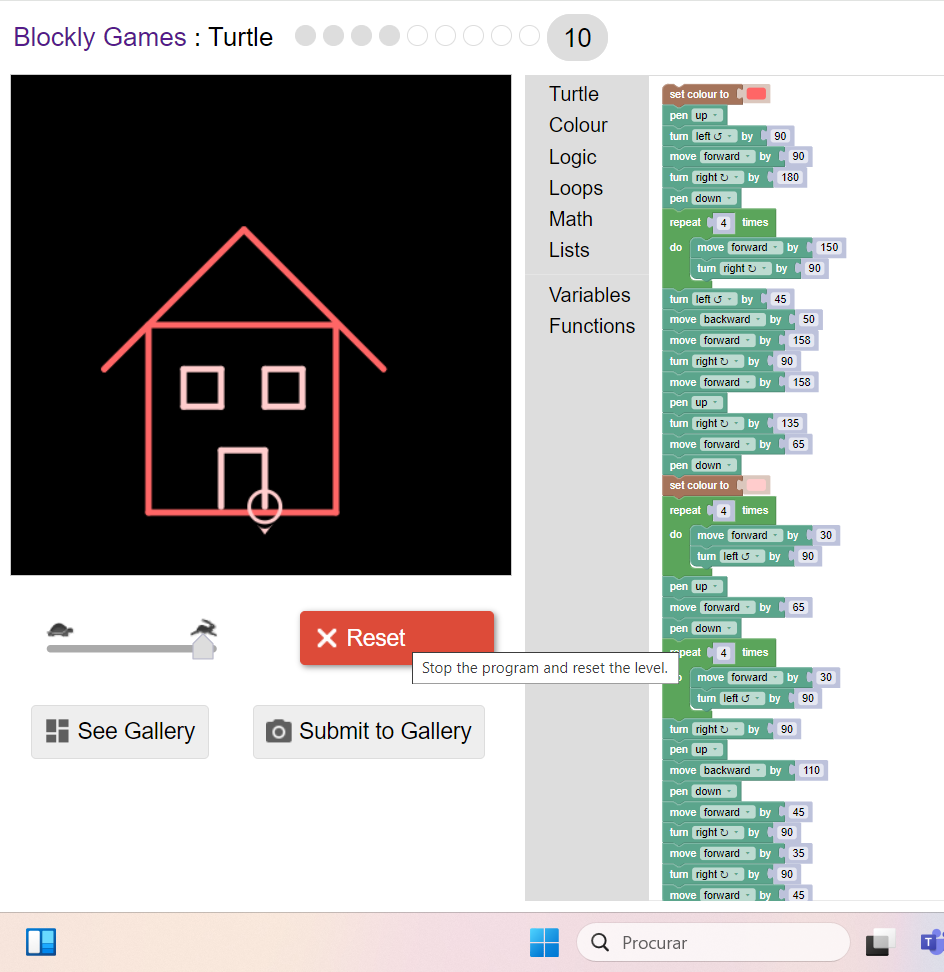 Blockly Games : Turtle 10
Turtle
Colour
Logic
Loops
Math
Lists
Variables
Functions
set colour to
pen up
turn left ↺ by 90
move forward by 90
turn right ↻ by 180
pen down
repeat 4 times
do move forward by 150
turn right ↻ by 90
turn left ↺ by 45
move backward by 50
move forward by 158
turn right ↻ by 90
move forward by 158
pen up
turn right ↻ by 135
move forward by 65
pen down
set colour to
repeat 4 times
do move forward by 30
turn left ↺ by 90
pen up
move forward by 65
pen down
repeat 4 times
move forward by 30
turn left ↺ by 90
turn right ↻ by 90
pen up
move backward by 110
pen down
move forward by 45
turn right ↻ by 90
move forward by 35
turn right ↻ by 90
move forward by 45
Reset
Stop the program and reset the level.
See Gallery
Submit to Gallery
Procurar
T